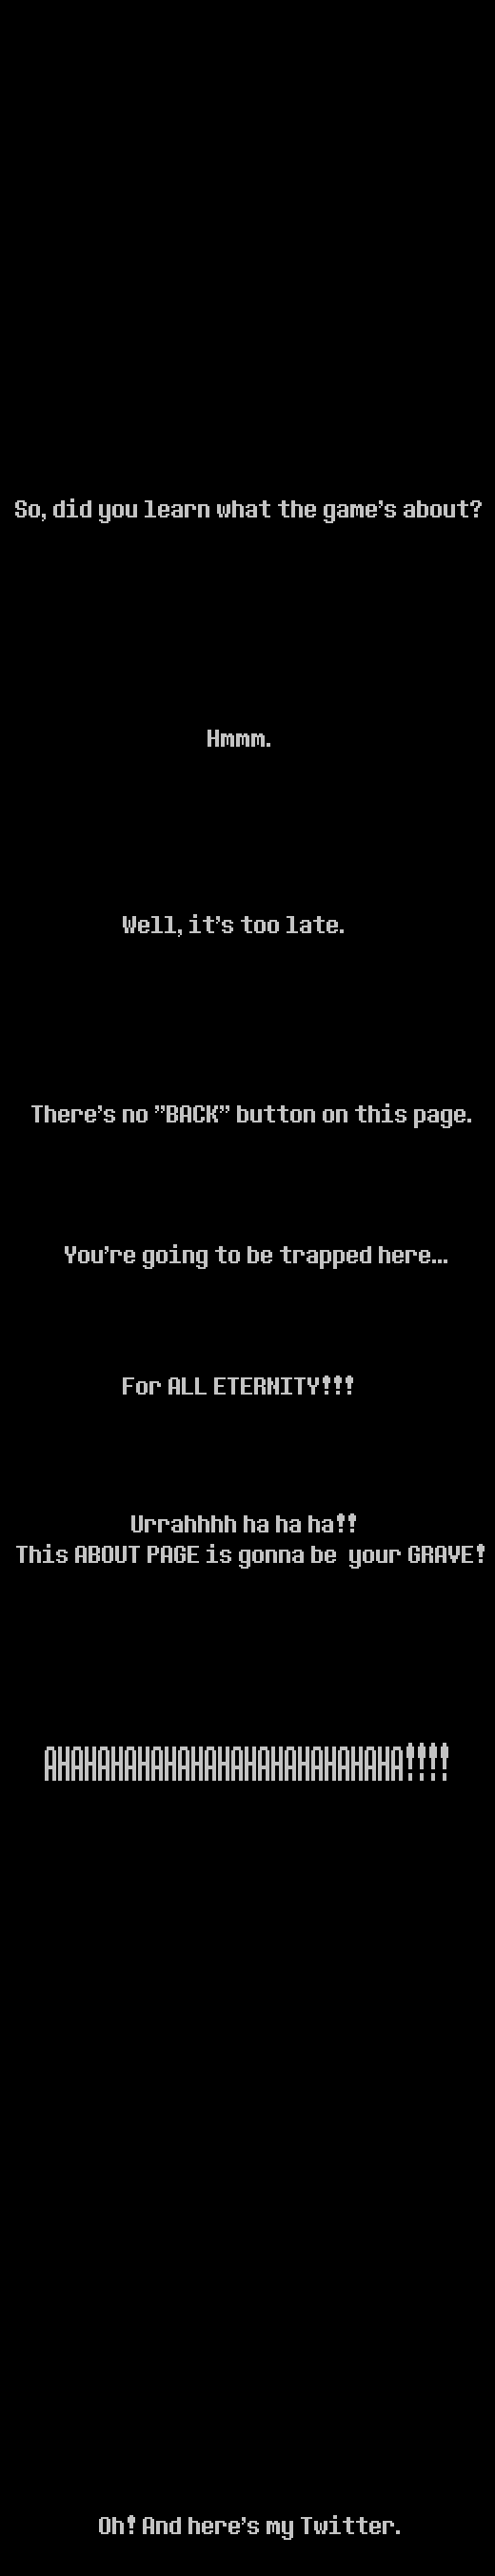 So, did you learn what the game's about?
Hmmm.
Well, it's too late.
There's no "BACK" button on this page.
You're going to be trapped here...
For ALL ETERNITY!!!
Urrahhhh ha ha ha!!
This ABOUT PAGE is gonna be  your GRAVE!
AHAHAHAHAHAHAHAHAHAHAHAHAHA!!!!
Oh! And here's my Twitter.